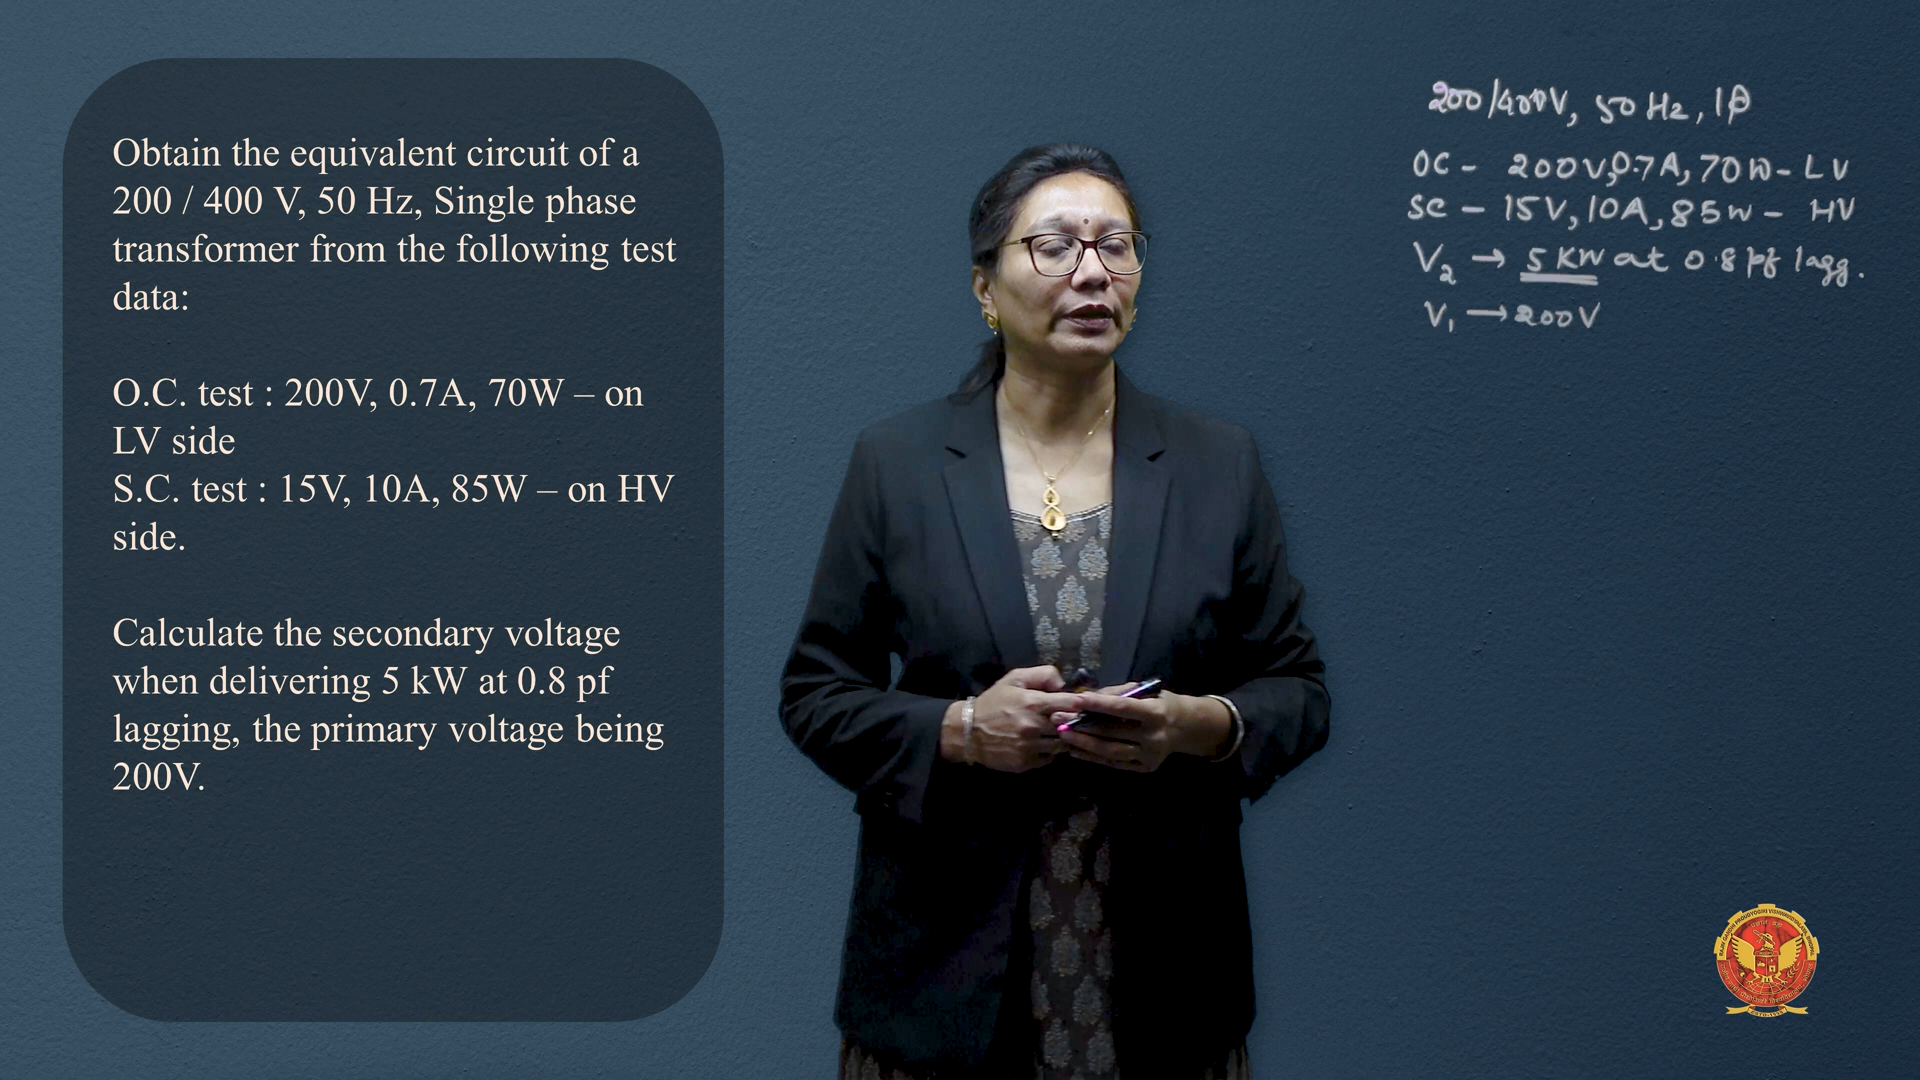 Obtain the equivalent circuit of a
200 / 400 V, 50 Hz, Single phase
transformer from the following test
data:
O.C. test : 200V, 0.7A, 70W – on
LV side
S.C. test : 15V, 10A, 85W – on HV
side.
Calculate the secondary voltage
when delivering 5 kW at 0.8 pf
lagging, the primary voltage being
200V.
200/400V, 50 Hz, 1φ
OC - 200V, 0.7A, 70W - LV
SC - 15V, 10A, 85W - HV
V₂ → 5 KW at 0.8 pf lagg.
V₁ → 200V